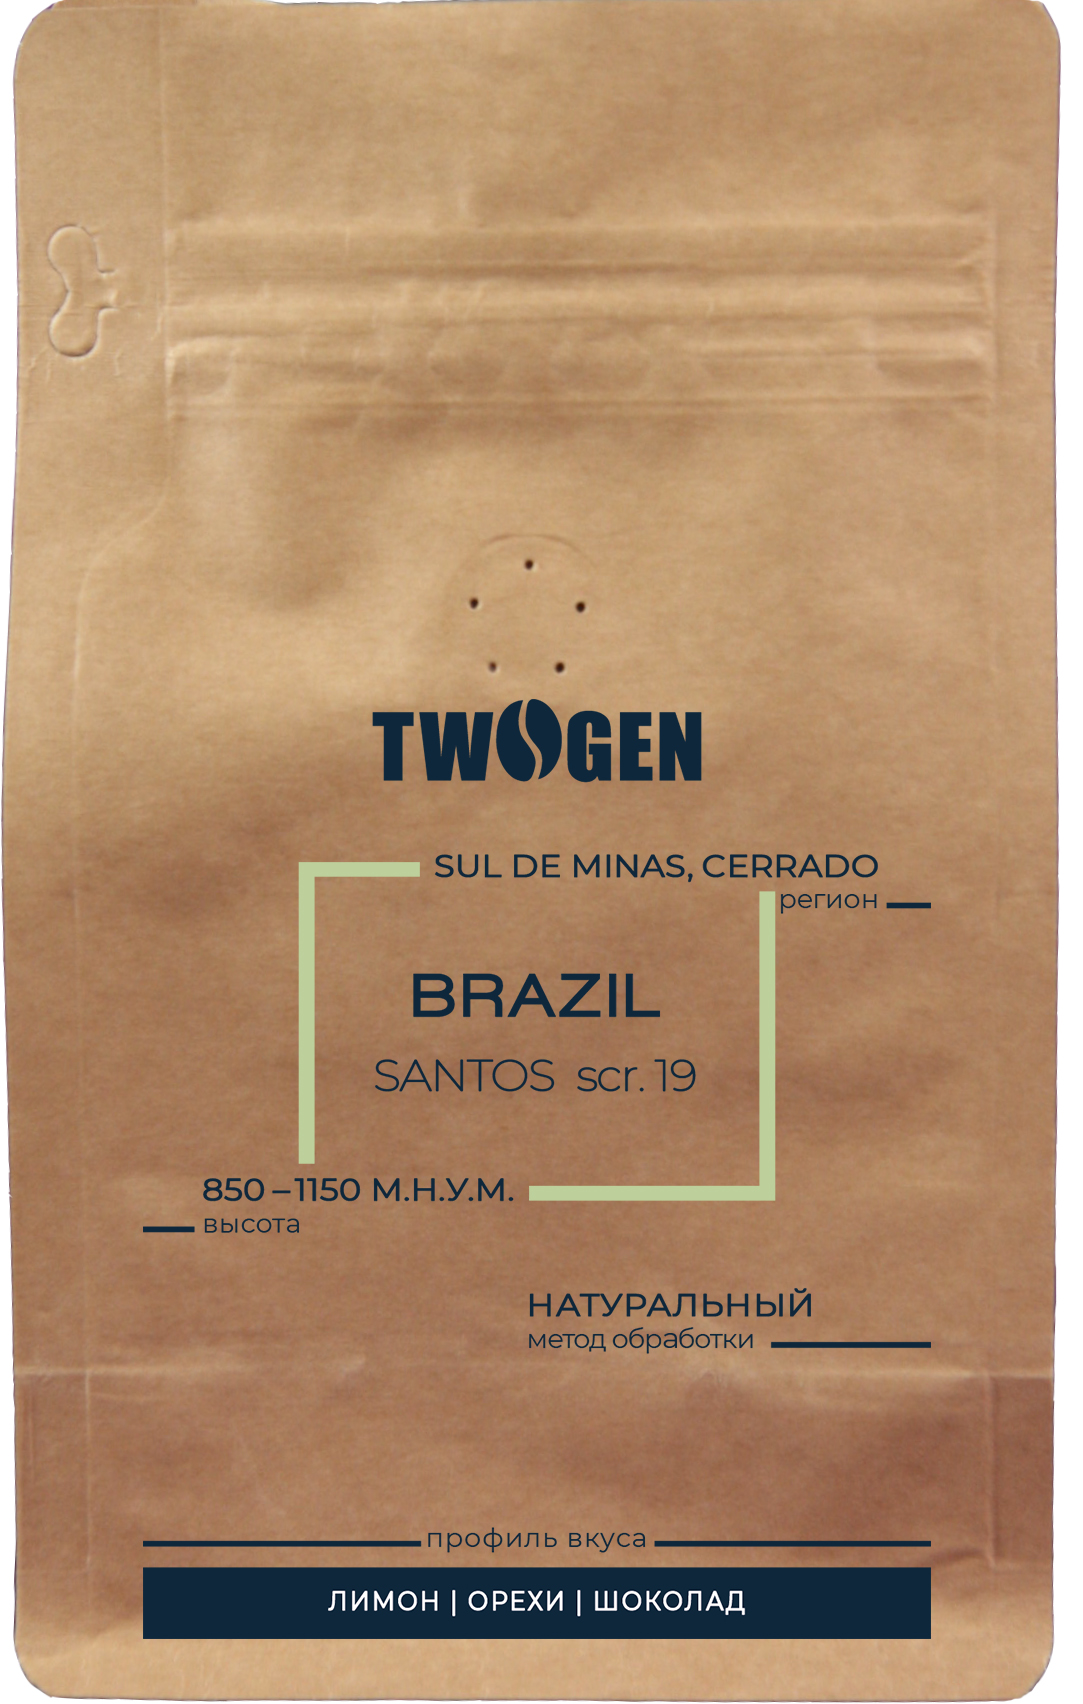 TWOGEN
SUL DE MINAS, CERRADO
регион
BRAZIL
SANTOS scr. 19
850–1150 М.Н.У.М.
высота
НАТУРАЛЬНЫЙ
метод обработки
профиль вкуса
ЛИМОН | ОРЕХИ | ШОКОЛАД